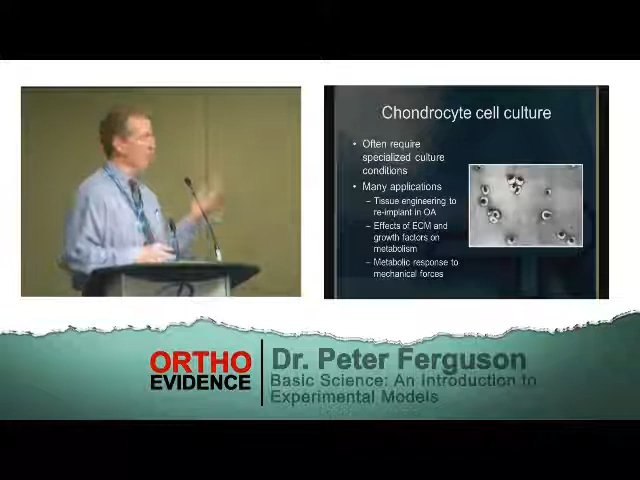 Chondrocyte cell culture
• Often require
specialized culture
conditions
• Many applications
– Tissue engineering to
re-implant in OA
– Effects of ECM and
growth factors on
metabolism
– Metabolic response to
mechanical forces
ORTHO
EVIDENCE
Dr. Peter Ferguson
Basic Science: An Introduction to
Experimental Models